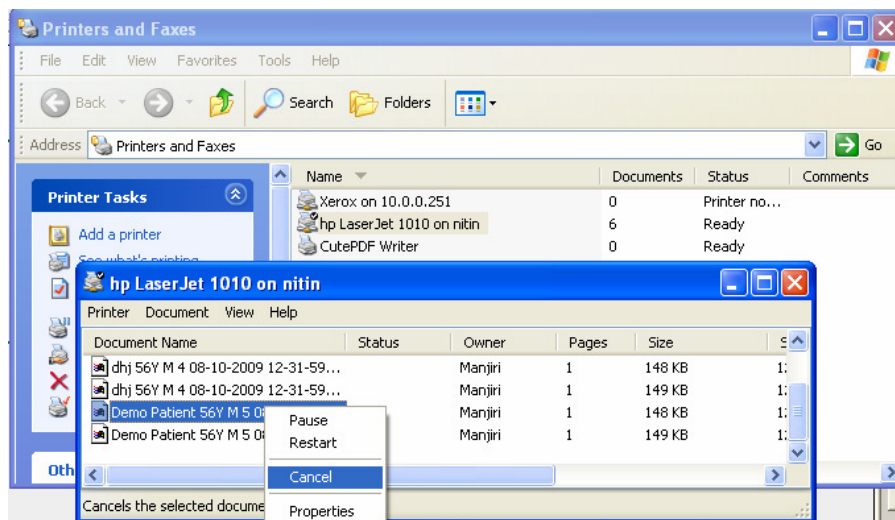 Printers and Faxes
File Edit View Favorites Tools Help
Back Search Folders
Address Printers and Faxes Go
Name Documents Status Comments
Printer Tasks
Xerox on 10.0.0.251 0 Printer no...
hp LaserJet 1010 on nitin 6 Ready
Add a printer
CutePDF Writer 0 Ready
See what's printing
hp LaserJet 1010 on nitin
Printer Document View Help
Document Name Status Owner Pages Size
dhj 56Y M 4 08-10-2009 12-31-59... Manjiri 1 148 KB
dhj 56Y M 4 08-10-2009 12-31-59... Manjiri 1 149 KB
Demo Patient 56Y M 5 Manjiri 1 148 KB
Demo Patient 56Y M 5 Manjiri 1 149 KB
Pause
Restart
Cancel
Properties
Oth
Cancels the selected docume